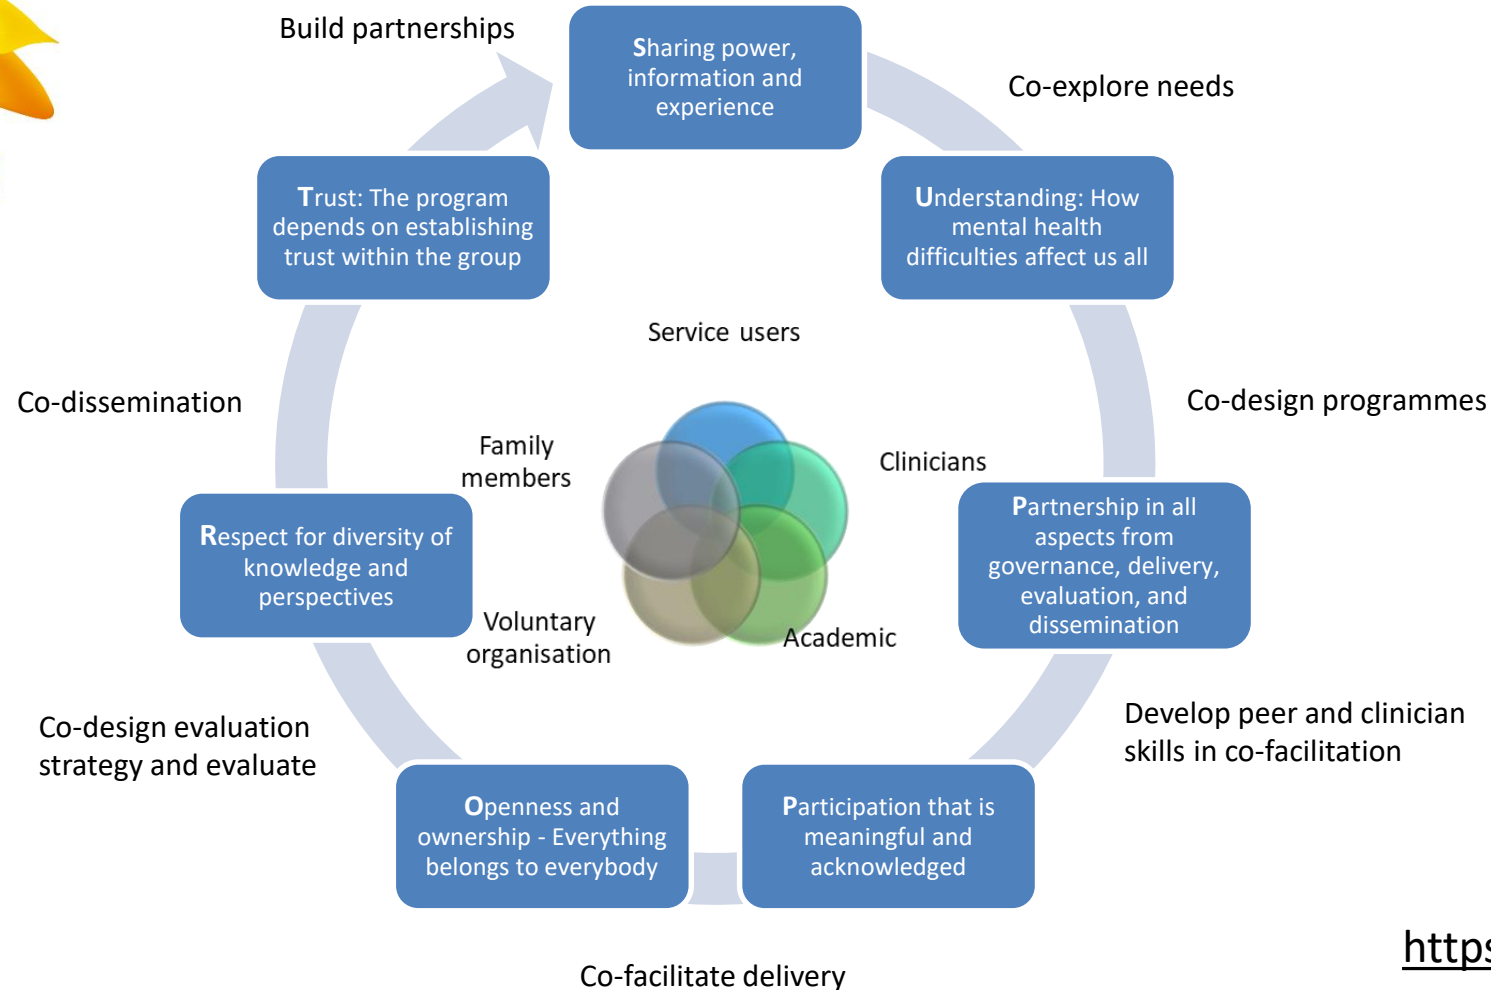 Build partnerships
Sharing power,
information and
experience
Co-explore needs
Trust: The program
depends on establishing
trust within the group
Understanding: How
mental health
difficulties affect us all
Service users
Co-dissemination
Co-design programmes
Family
members
Clinicians
Respect for diversity of
knowledge and
perspectives
Partnership in all
aspects from
governance, delivery,
evaluation, and
dissemination
Voluntary
organisation
Academic
Co-design evaluation
strategy and evaluate
Develop peer and clinician
skills in co-facilitation
Openness and
ownership - Everything
belongs to everybody
Participation that is
meaningful and
acknowledged
Co-facilitate delivery
https